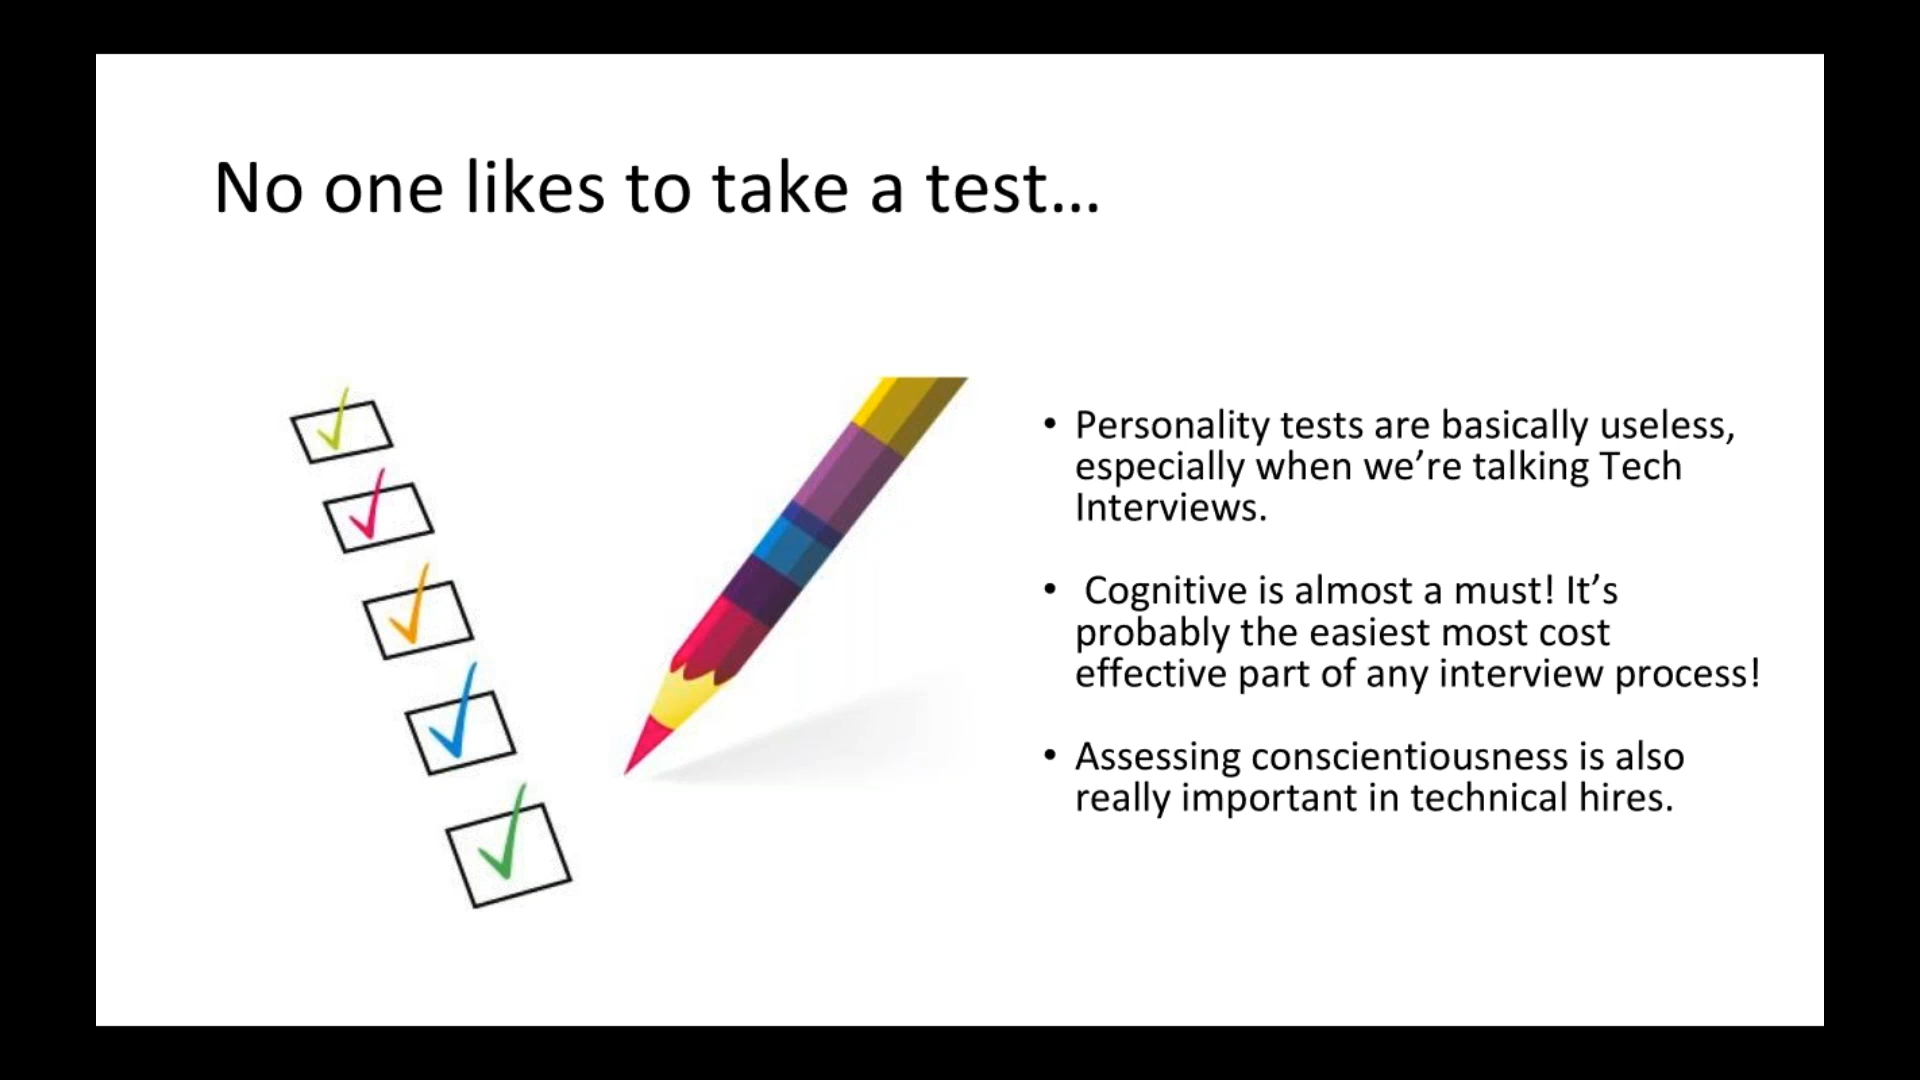 No one likes to take a test…
• Personality tests are basically useless,
especially when we’re talking Tech
Interviews.
• Cognitive is almost a must! It’s
probably the easiest most cost
effective part of any interview process!
• Assessing conscientiousness is also
really important in technical hires.